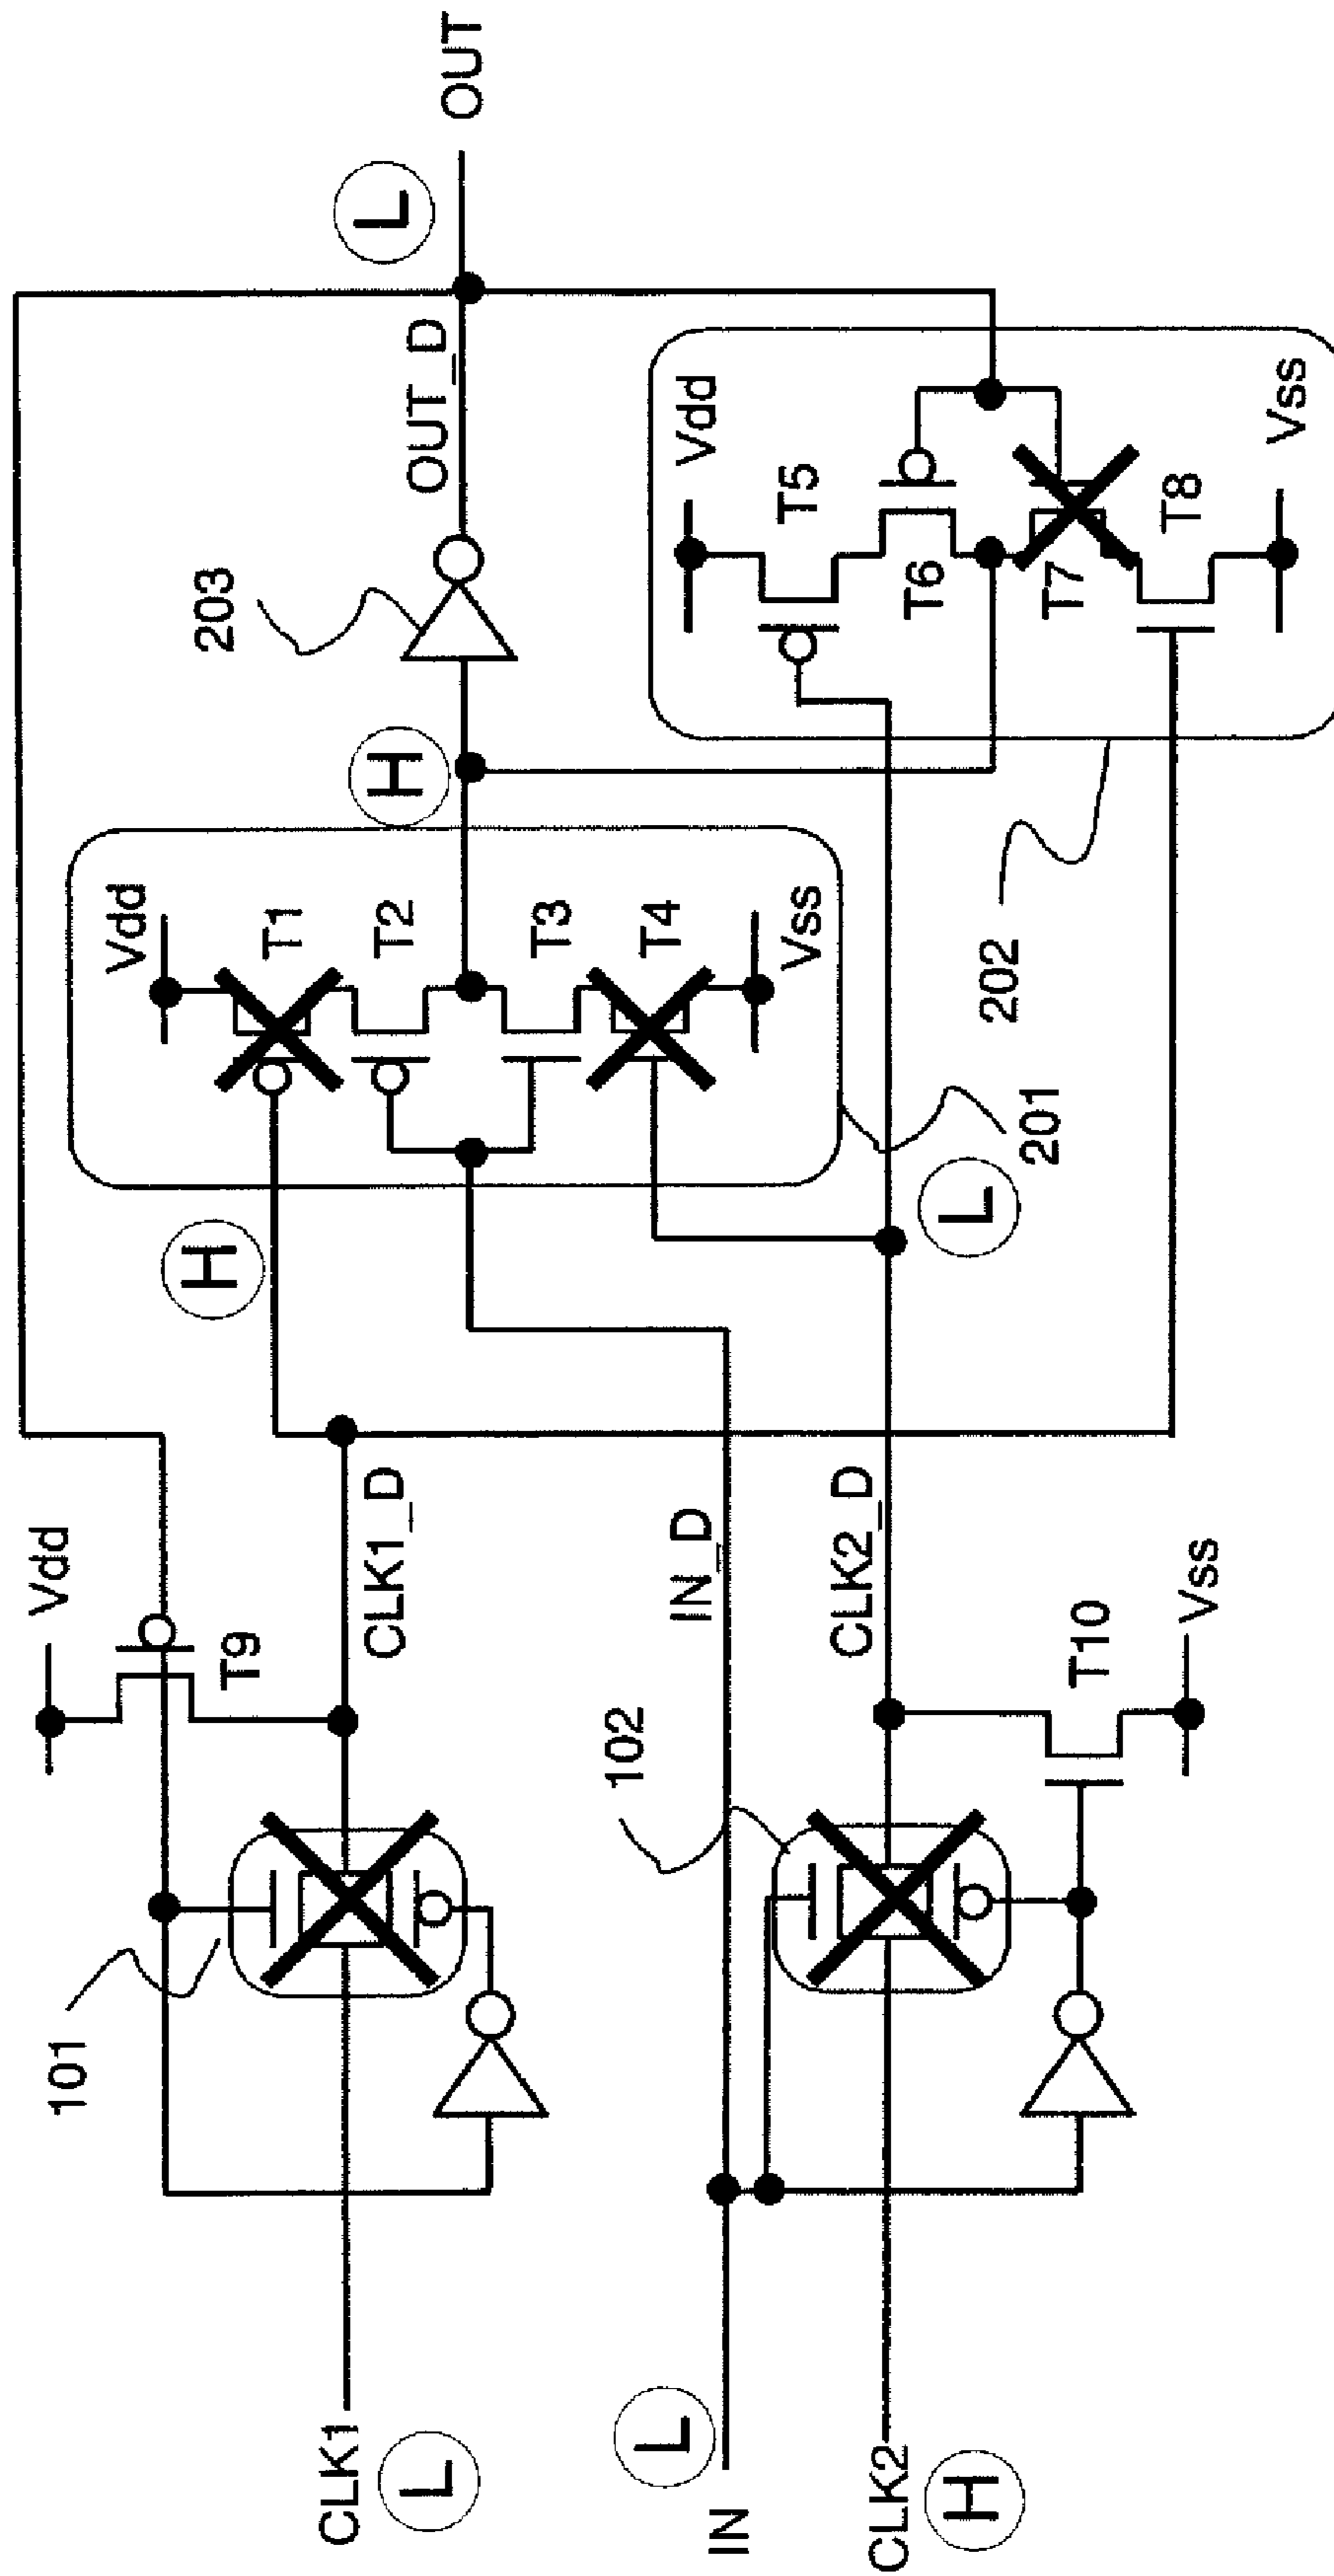 Vdd
T9
101
CLK1
L
CLK1_D
H
Vdd
T1
T2
T3
T4
Vss
H
203
OUT_D
L
OUT
IN
L
IN_D
102
CLK2
H
CLK2_D
L
201
T10
Vss
202
Vdd
T5
T6
T7
T8
Vss